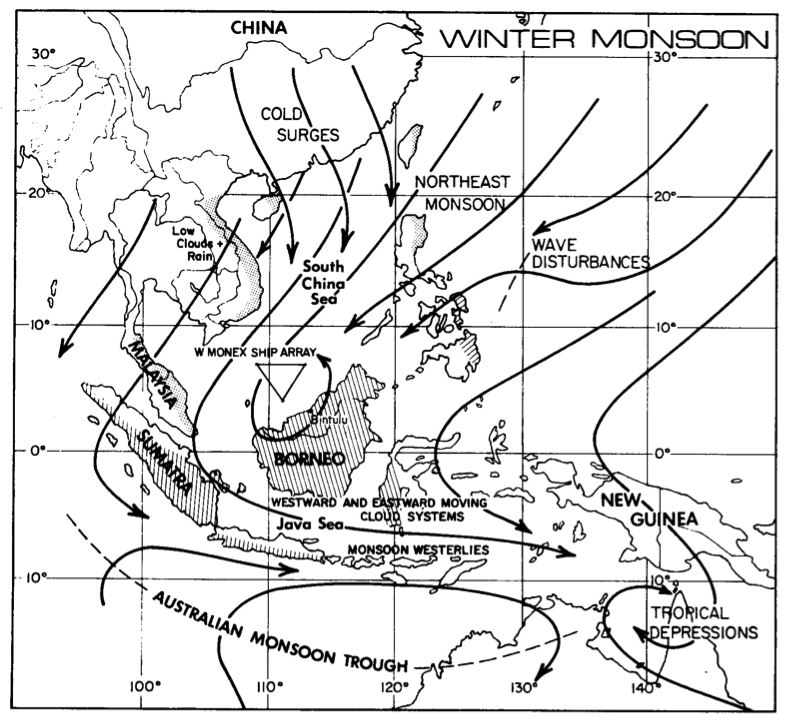 CHINA
WINTER MONSOON
30°
30°
COLD
SURGES
20°
NORTHEAST
MONSOON
20°
Low
Clouds +
Rain
WAVE
DISTURBANCES
South
China
Sea
10°
10°
W MONEX SHIP ARRAY
MALAYSIA
Bintulu
0°
SUMATRA
BORNEO
0°
WESTWARD AND EASTWARD MOVING
CLOUD SYSTEMS
Java Sea
NEW
GUINEA
MONSOON WESTERLIES
10°
10°
AUSTRALIAN MONSOON TROUGH
TROPICAL
DEPRESSIONS
100°
110°
120°
130°
140°